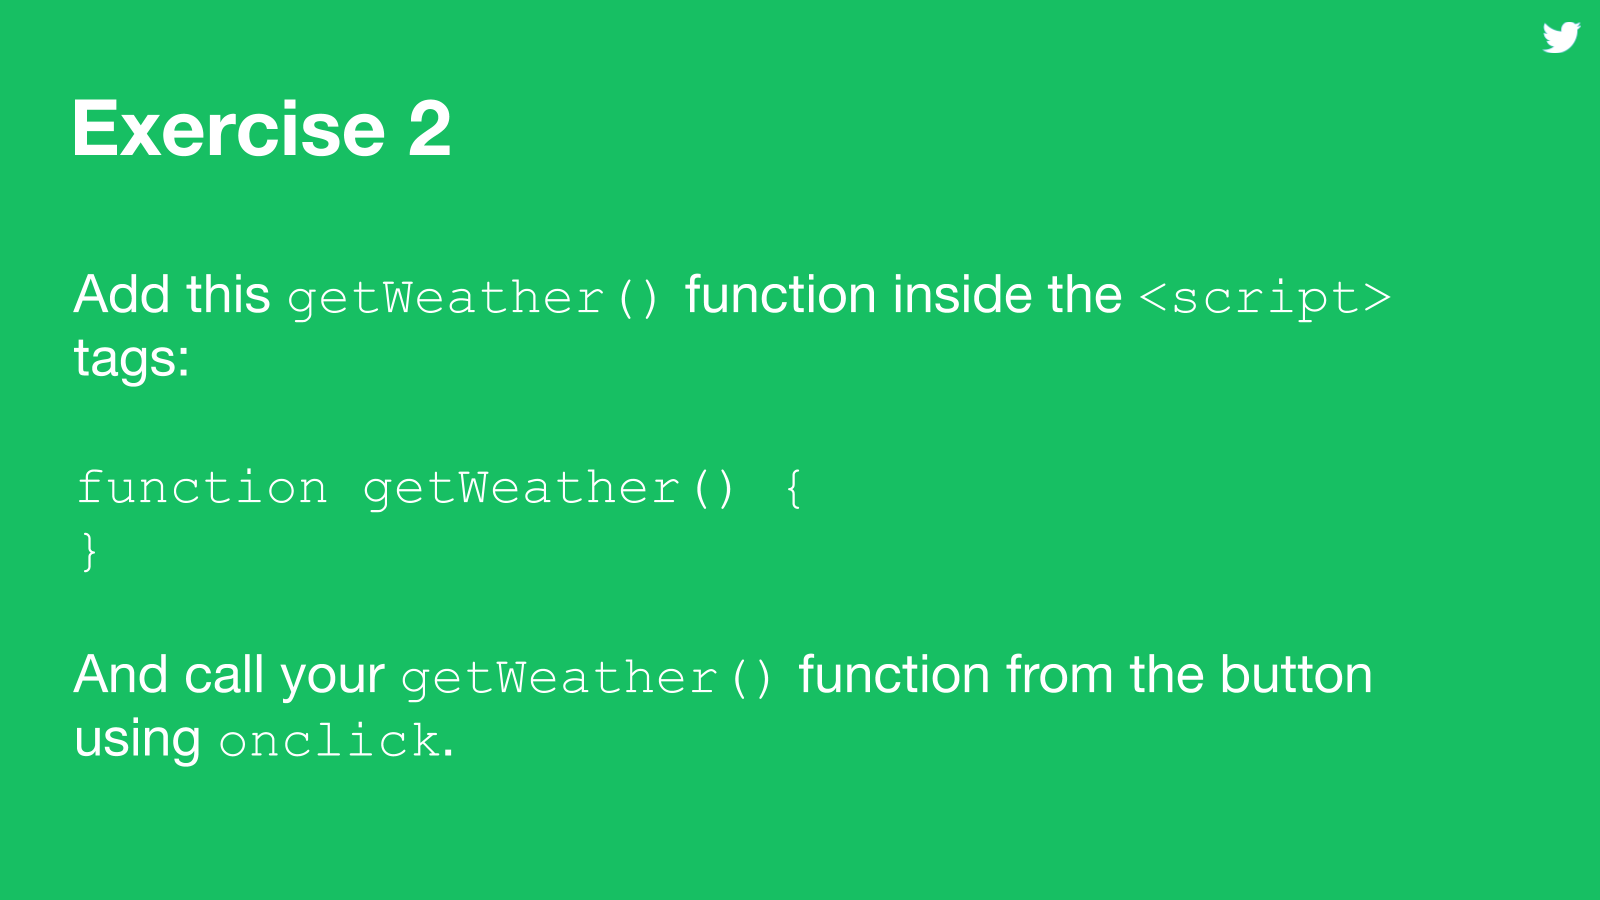 Exercise 2
Add this getWeather() function inside the <script>
tags:
function getWeather() {
}
And call your getWeather() function from the button
using onclick.